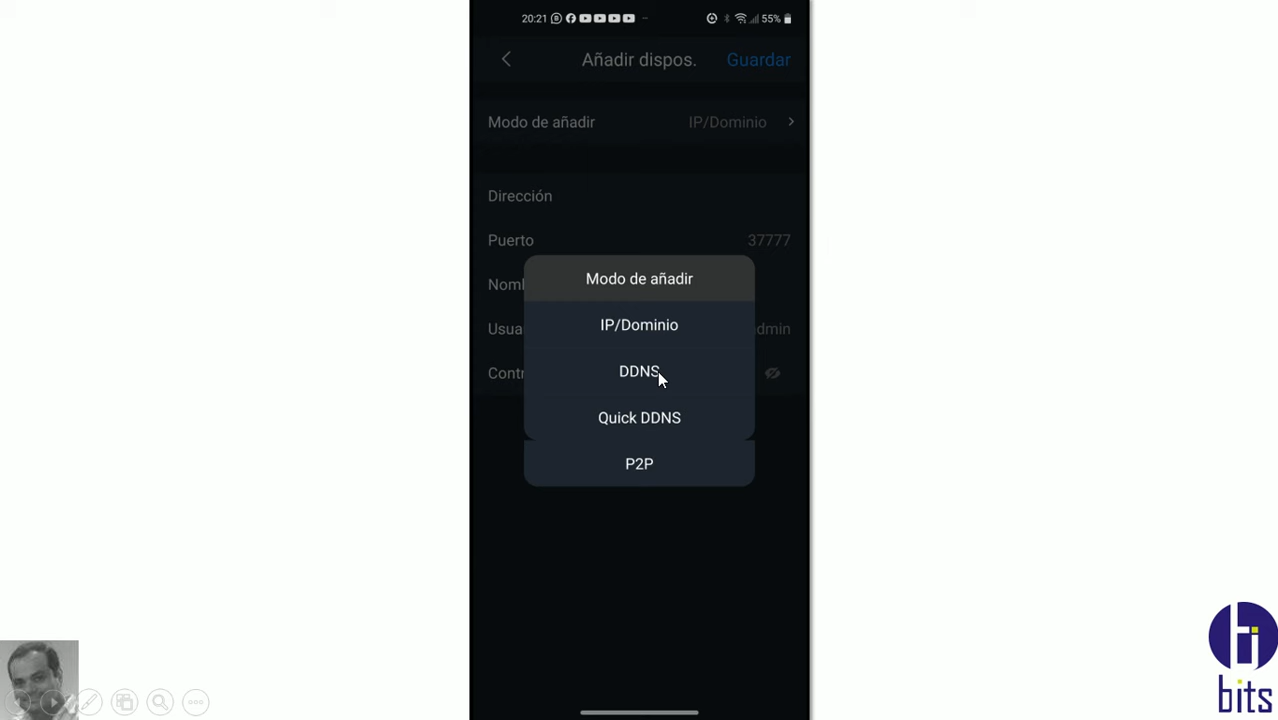 20:21 55%
Añadir dispos. Guardar
Modo de añadir IP/Dominio
Dirección
Puerto 37777
Modo de añadir
IP/Dominio
DDNS
Quick DDNS
P2P
bits